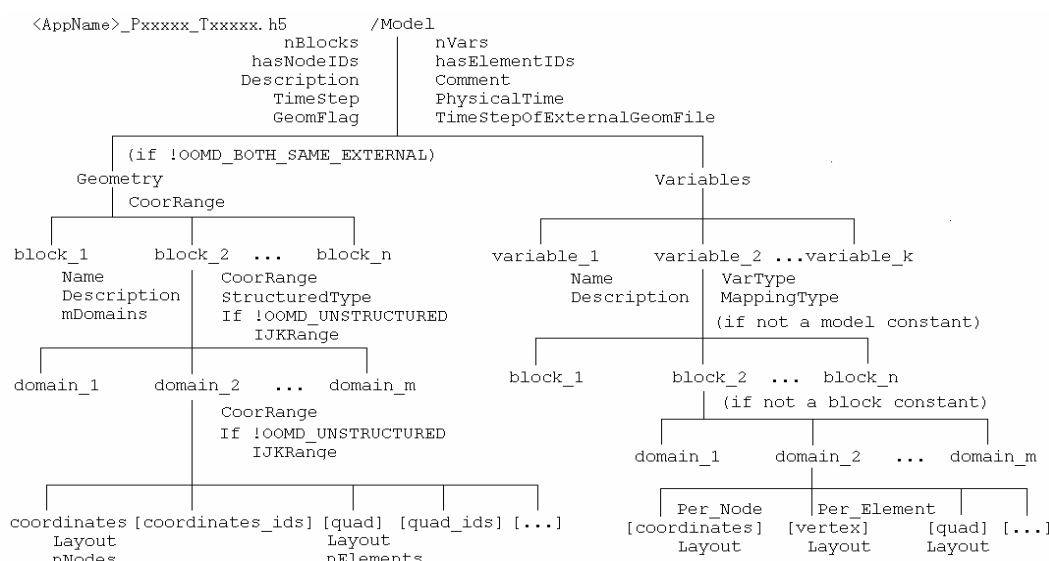 <AppName>_Pxxxxx_Txxxxx.h5 /Model
nBlocks nVars
hasNodeIDs hasElementIDs
Description Comment
TimeStep PhysicalTime
GeomFlag TimeStepOfExternalGeomFile
(if !OOMD_BOTH_SAME_EXTERNAL)
Geometry Variables
CoorRange
block_1 block_2 ... block_n variable_1 variable_2 ...variable_k
Name CoorRange Name VarType
Description StructuredType Description MappingType
mDomains If !OOMD_UNSTRUCTURED (if not a model constant)
IJKRange
domain_1 domain_2 ... domain_m block_1 block_2 ... block_n
CoorRange (if not a block constant)
If !OOMD_UNSTRUCTURED
IJKRange domain_1 domain_2 ... domain_m
Per_Node Per_Element
coordinates [coordinates_ids] [quad] [quad_ids] [...] [coordinates] [vertex] [quad] [...]
Layout Layout Layout Layout Layout
nNodes nElements